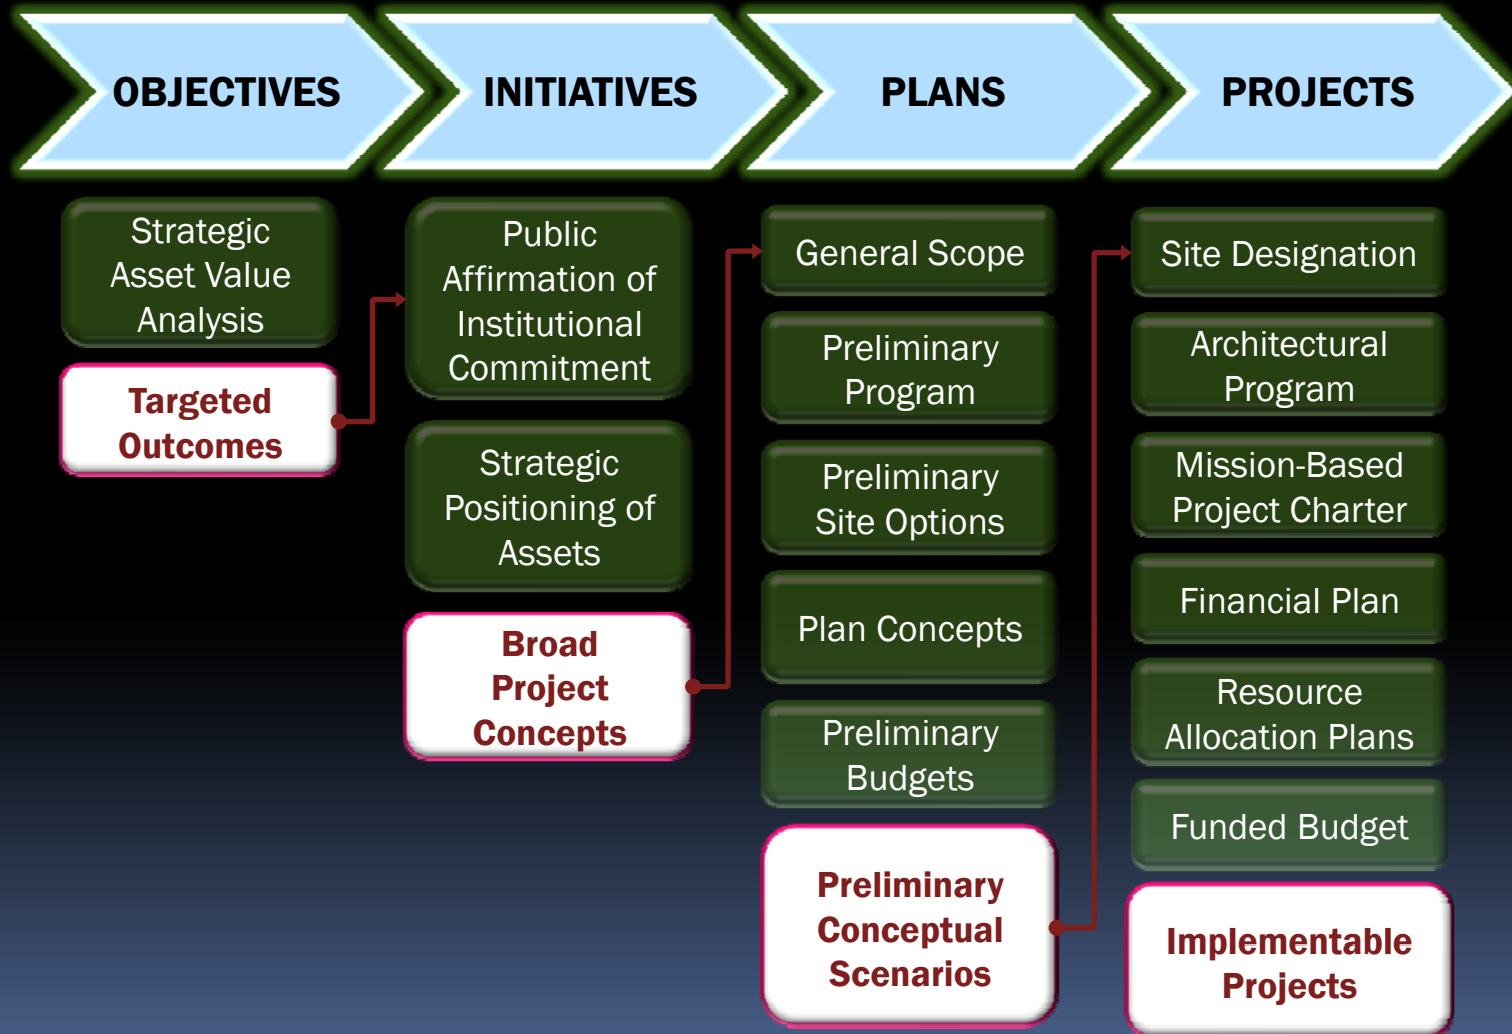 OBJECTIVES
INITIATIVES
PLANS
PROJECTS
Strategic
Asset Value
Analysis
Targeted
Outcomes
Public
Affirmation of
Institutional
Commitment
Strategic
Positioning of
Assets
Broad
Project
Concepts
General Scope
Preliminary
Program
Preliminary
Site Options
Plan Concepts
Preliminary
Budgets
Preliminary
Conceptual
Scenarios
Site Designation
Architectural
Program
Mission-Based
Project Charter
Financial Plan
Resource
Allocation Plans
Funded Budget
Implementable
Projects